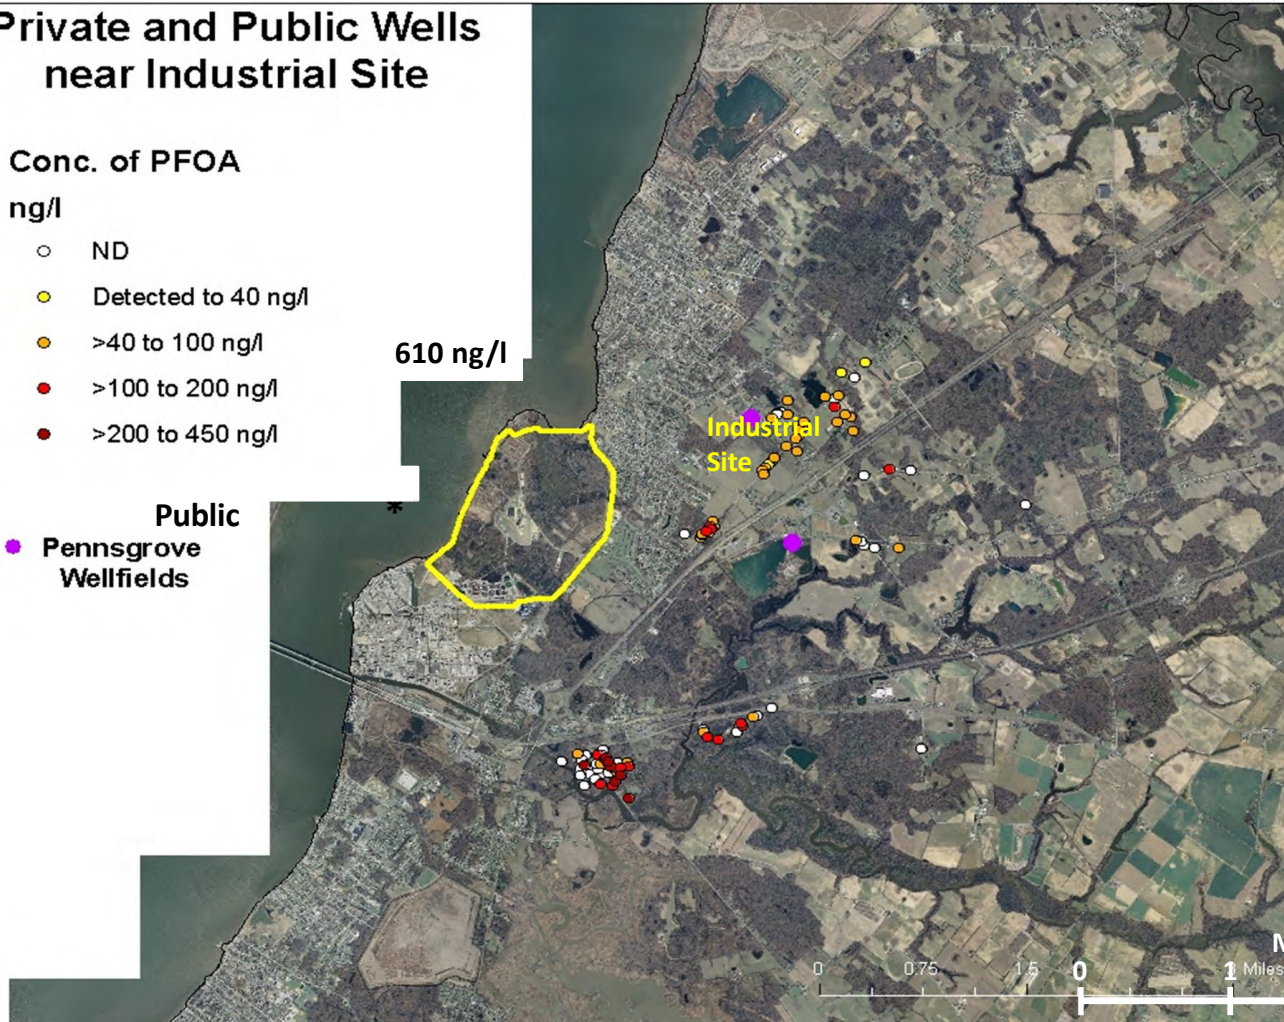 Private and Public Wells
near Industrial Site
Conc. of PFOA
ng/l
ND
Detected to 40 ng/l
>40 to 100 ng/l
>100 to 200 ng/l
>200 to 450 ng/l
610 ng/l
Public
*
Pennsgrove
Wellfields
Industrial
Site
0 0.75 1.5 Miles
0 1